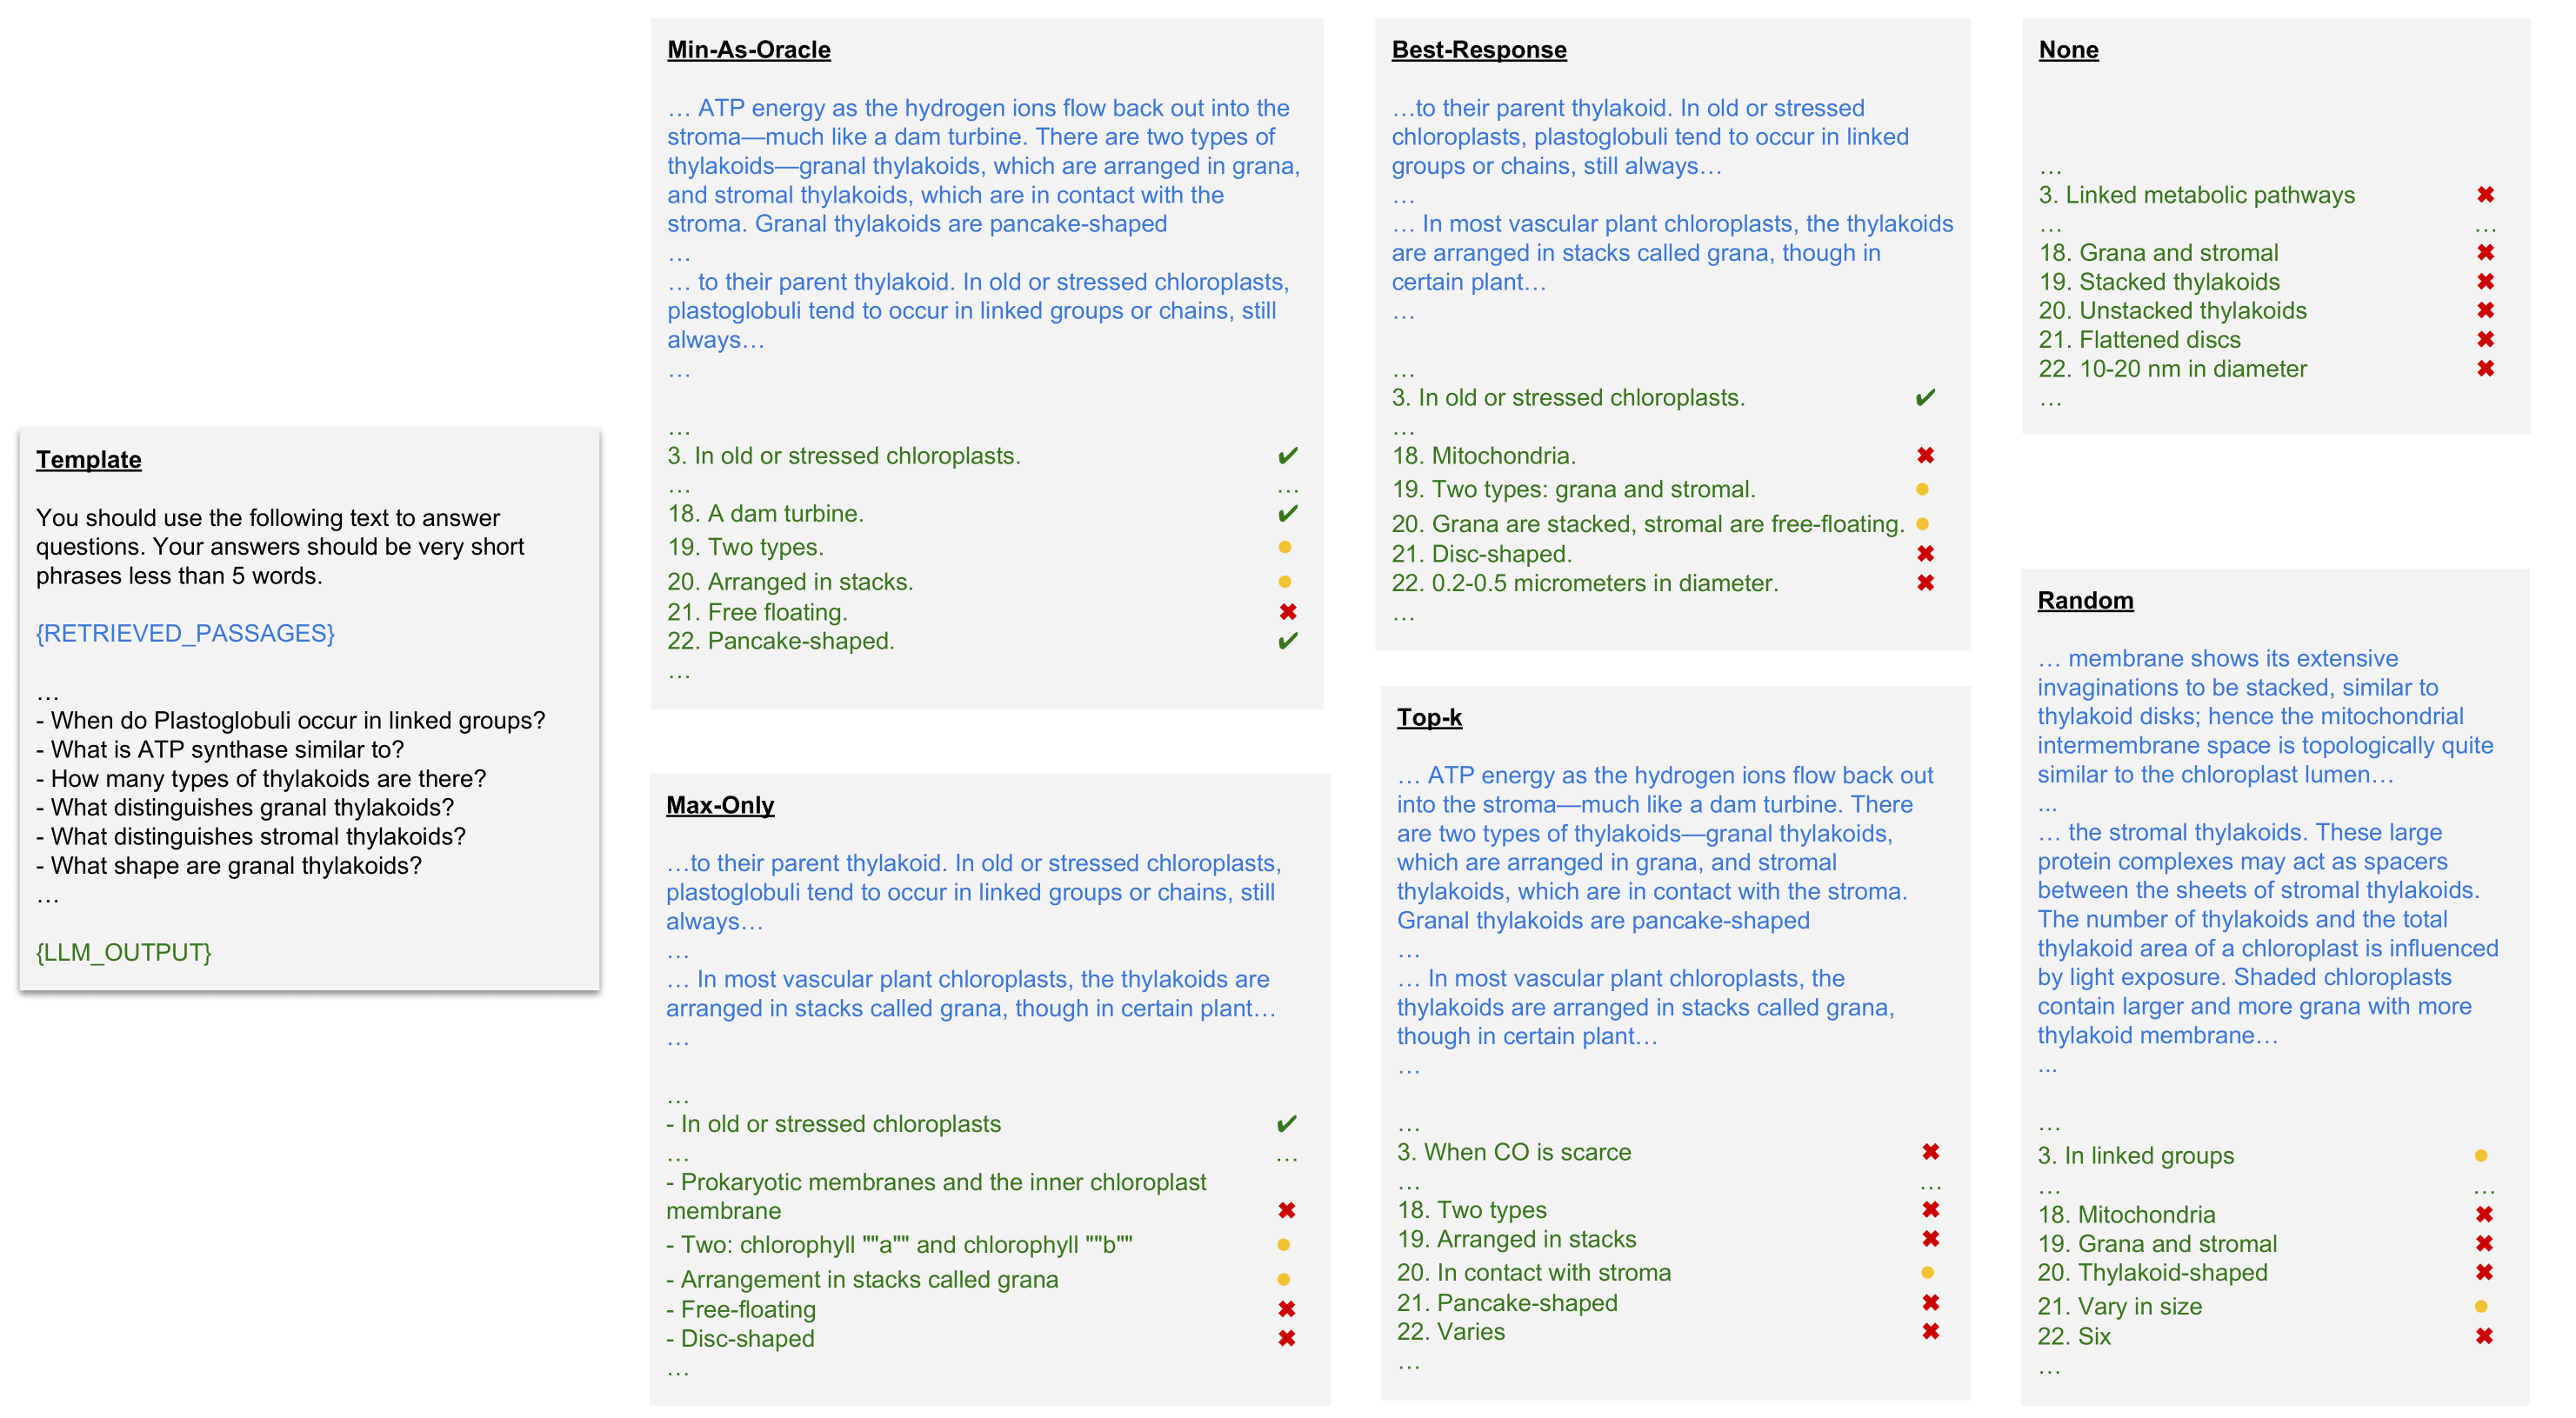 Template
You should use the following text to answer
questions. Your answers should be very short
phrases less than 5 words.
{RETRIEVED_PASSAGES}
…
- When do Plastoglobuli occur in linked groups?
- What is ATP synthase similar to?
- How many types of thylakoids are there?
- What distinguishes granal thylakoids?
- What distinguishes stromal thylakoids?
- What shape are granal thylakoids?
…
{LLM_OUTPUT}
Min-As-Oracle
… ATP energy as the hydrogen ions flow back out into the
stroma—much like a dam turbine. There are two types of
thylakoids—granal thylakoids, which are arranged in grana,
and stromal thylakoids, which are in contact with the
stroma. Granal thylakoids are pancake-shaped
…
… to their parent thylakoid. In old or stressed chloroplasts,
plastoglobuli tend to occur in linked groups or chains, still
always…
…
…
3. In old or stressed chloroplasts. ✔
… …
18. A dam turbine. ✔
19. Two types. ●
20. Arranged in stacks. ●
21. Free floating. ✖
22. Pancake-shaped. ✔
…
Max-Only
…to their parent thylakoid. In old or stressed chloroplasts,
plastoglobuli tend to occur in linked groups or chains, still
always…
…
… In most vascular plant chloroplasts, the thylakoids are
arranged in stacks called grana, though in certain plant…
…
…
- In old or stressed chloroplasts ✔
… …
- Prokaryotic membranes and the inner chloroplast
membrane ✖
- Two: chlorophyll ""a"" and chlorophyll ""b"" ●
- Arrangement in stacks called grana ●
- Free-floating ✖
- Disc-shaped ✖
…
Best-Response
…to their parent thylakoid. In old or stressed
chloroplasts, plastoglobuli tend to occur in linked
groups or chains, still always…
…
… In most vascular plant chloroplasts, the thylakoids
are arranged in stacks called grana, though in
certain plant…
…
…
3. In old or stressed chloroplasts. ✔
…
18. Mitochondria. ✖
19. Two types: grana and stromal. ●
20. Grana are stacked, stromal are free-floating. ●
21. Disc-shaped. ✖
22. 0.2-0.5 micrometers in diameter. ✖
…
Top-k
… ATP energy as the hydrogen ions flow back out
into the stroma—much like a dam turbine. There
are two types of thylakoids—granal thylakoids,
which are arranged in grana, and stromal
thylakoids, which are in contact with the stroma.
Granal thylakoids are pancake-shaped
…
… In most vascular plant chloroplasts, the
thylakoids are arranged in stacks called grana,
though in certain plant…
…
…
3. When CO is scarce ✖
… …
18. Two types ✖
19. Arranged in stacks ✖
20. In contact with stroma ●
21. Pancake-shaped ✖
22. Varies ✖
…
None
…
3. Linked metabolic pathways ✖
… …
18. Grana and stromal ✖
19. Stacked thylakoids ✖
20. Unstacked thylakoids ✖
21. Flattened discs ✖
22. 10-20 nm in diameter ✖
…
Random
… membrane shows its extensive
invaginations to be stacked, similar to
thylakoid disks; hence the mitochondrial
intermembrane space is topologically quite
similar to the chloroplast lumen…
...
… the stromal thylakoids. These large
protein complexes may act as spacers
between the sheets of stromal thylakoids.
The number of thylakoids and the total
thylakoid area of a chloroplast is influenced
by light exposure. Shaded chloroplasts
contain larger and more grana with more
thylakoid membrane…
...
…
3. In linked groups ●
… …
18. Mitochondria ✖
19. Grana and stromal ✖
20. Thylakoid-shaped ✖
21. Vary in size ●
22. Six ✖
…